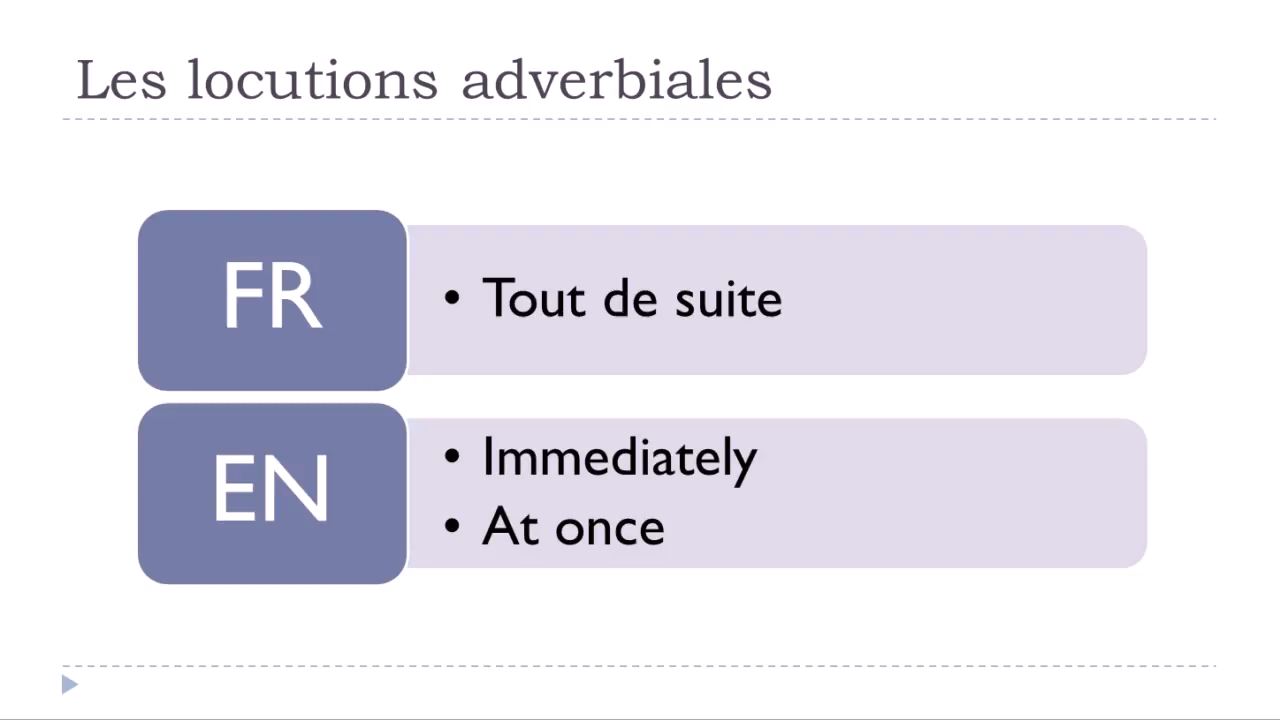 Les locutions adverbiales
FR
• Tout de suite
EN
• Immediately
• At once